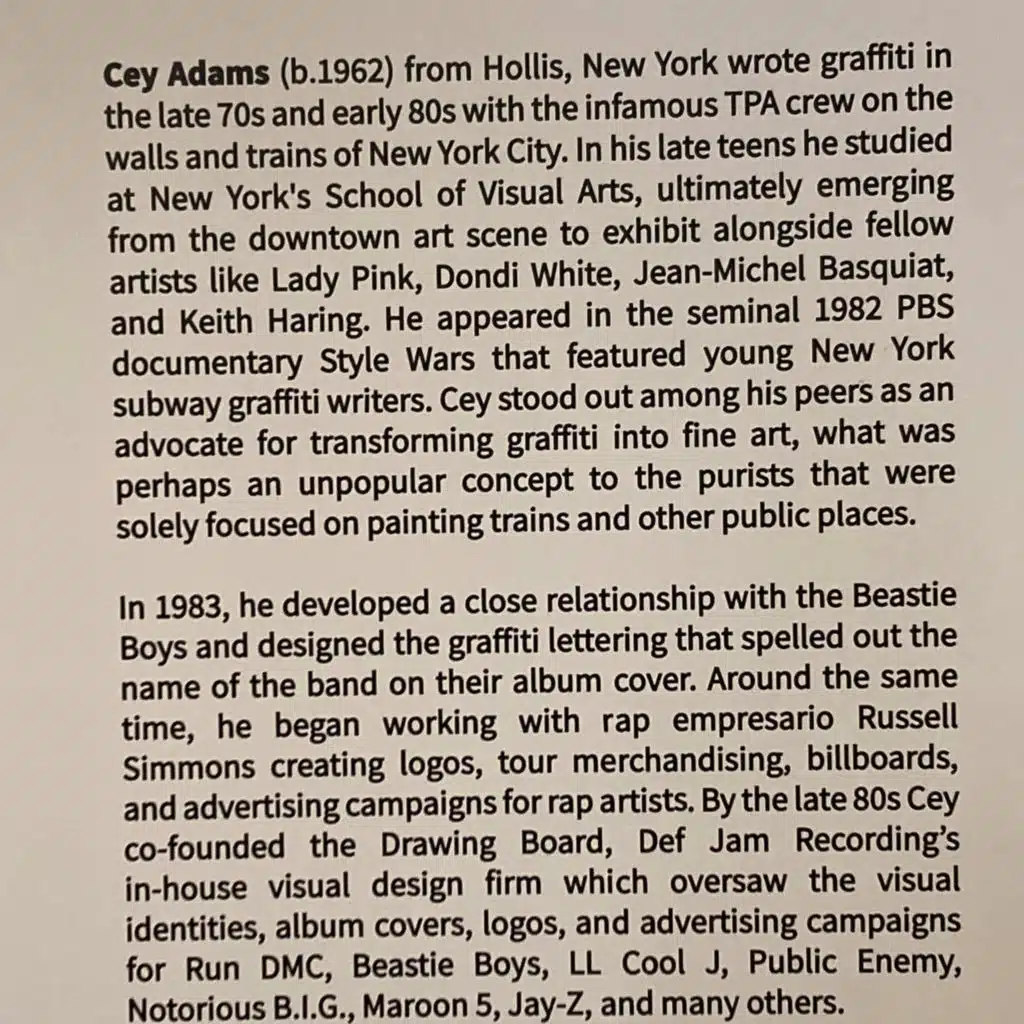 Cey Adams (b.1962) from Hollis, New York wrote graffiti in
the late 70s and early 80s with the infamous TPA crew on the
walls and trains of New York City. In his late teens he studied
at New York's School of Visual Arts, ultimately emerging
from the downtown art scene to exhibit alongside fellow
artists like Lady Pink, Dondi White, Jean-Michel Basquiat,
and Keith Haring. He appeared in the seminal 1982 PBS
documentary Style Wars that featured young New York
subway graffiti writers. Cey stood out among his peers as an
advocate for transforming graffiti into fine art, what was
perhaps an unpopular concept to the purists that were
solely focused on painting trains and other public places.
In 1983, he developed a close relationship with the Beastie
Boys and designed the graffiti lettering that spelled out the
name of the band on their album cover. Around the same
time, he began working with rap empresario Russell
Simmons creating logos, tour merchandising, billboards,
and advertising campaigns for rap artists. By the late 80s Cey
co-founded the Drawing Board, Def Jam Recording’s
in-house visual design firm which oversaw the visual
identities, album covers, logos, and advertising campaigns
for Run DMC, Beastie Boys, LL Cool J, Public Enemy,
Notorious B.I.G., Maroon 5, Jay-Z, and many others.